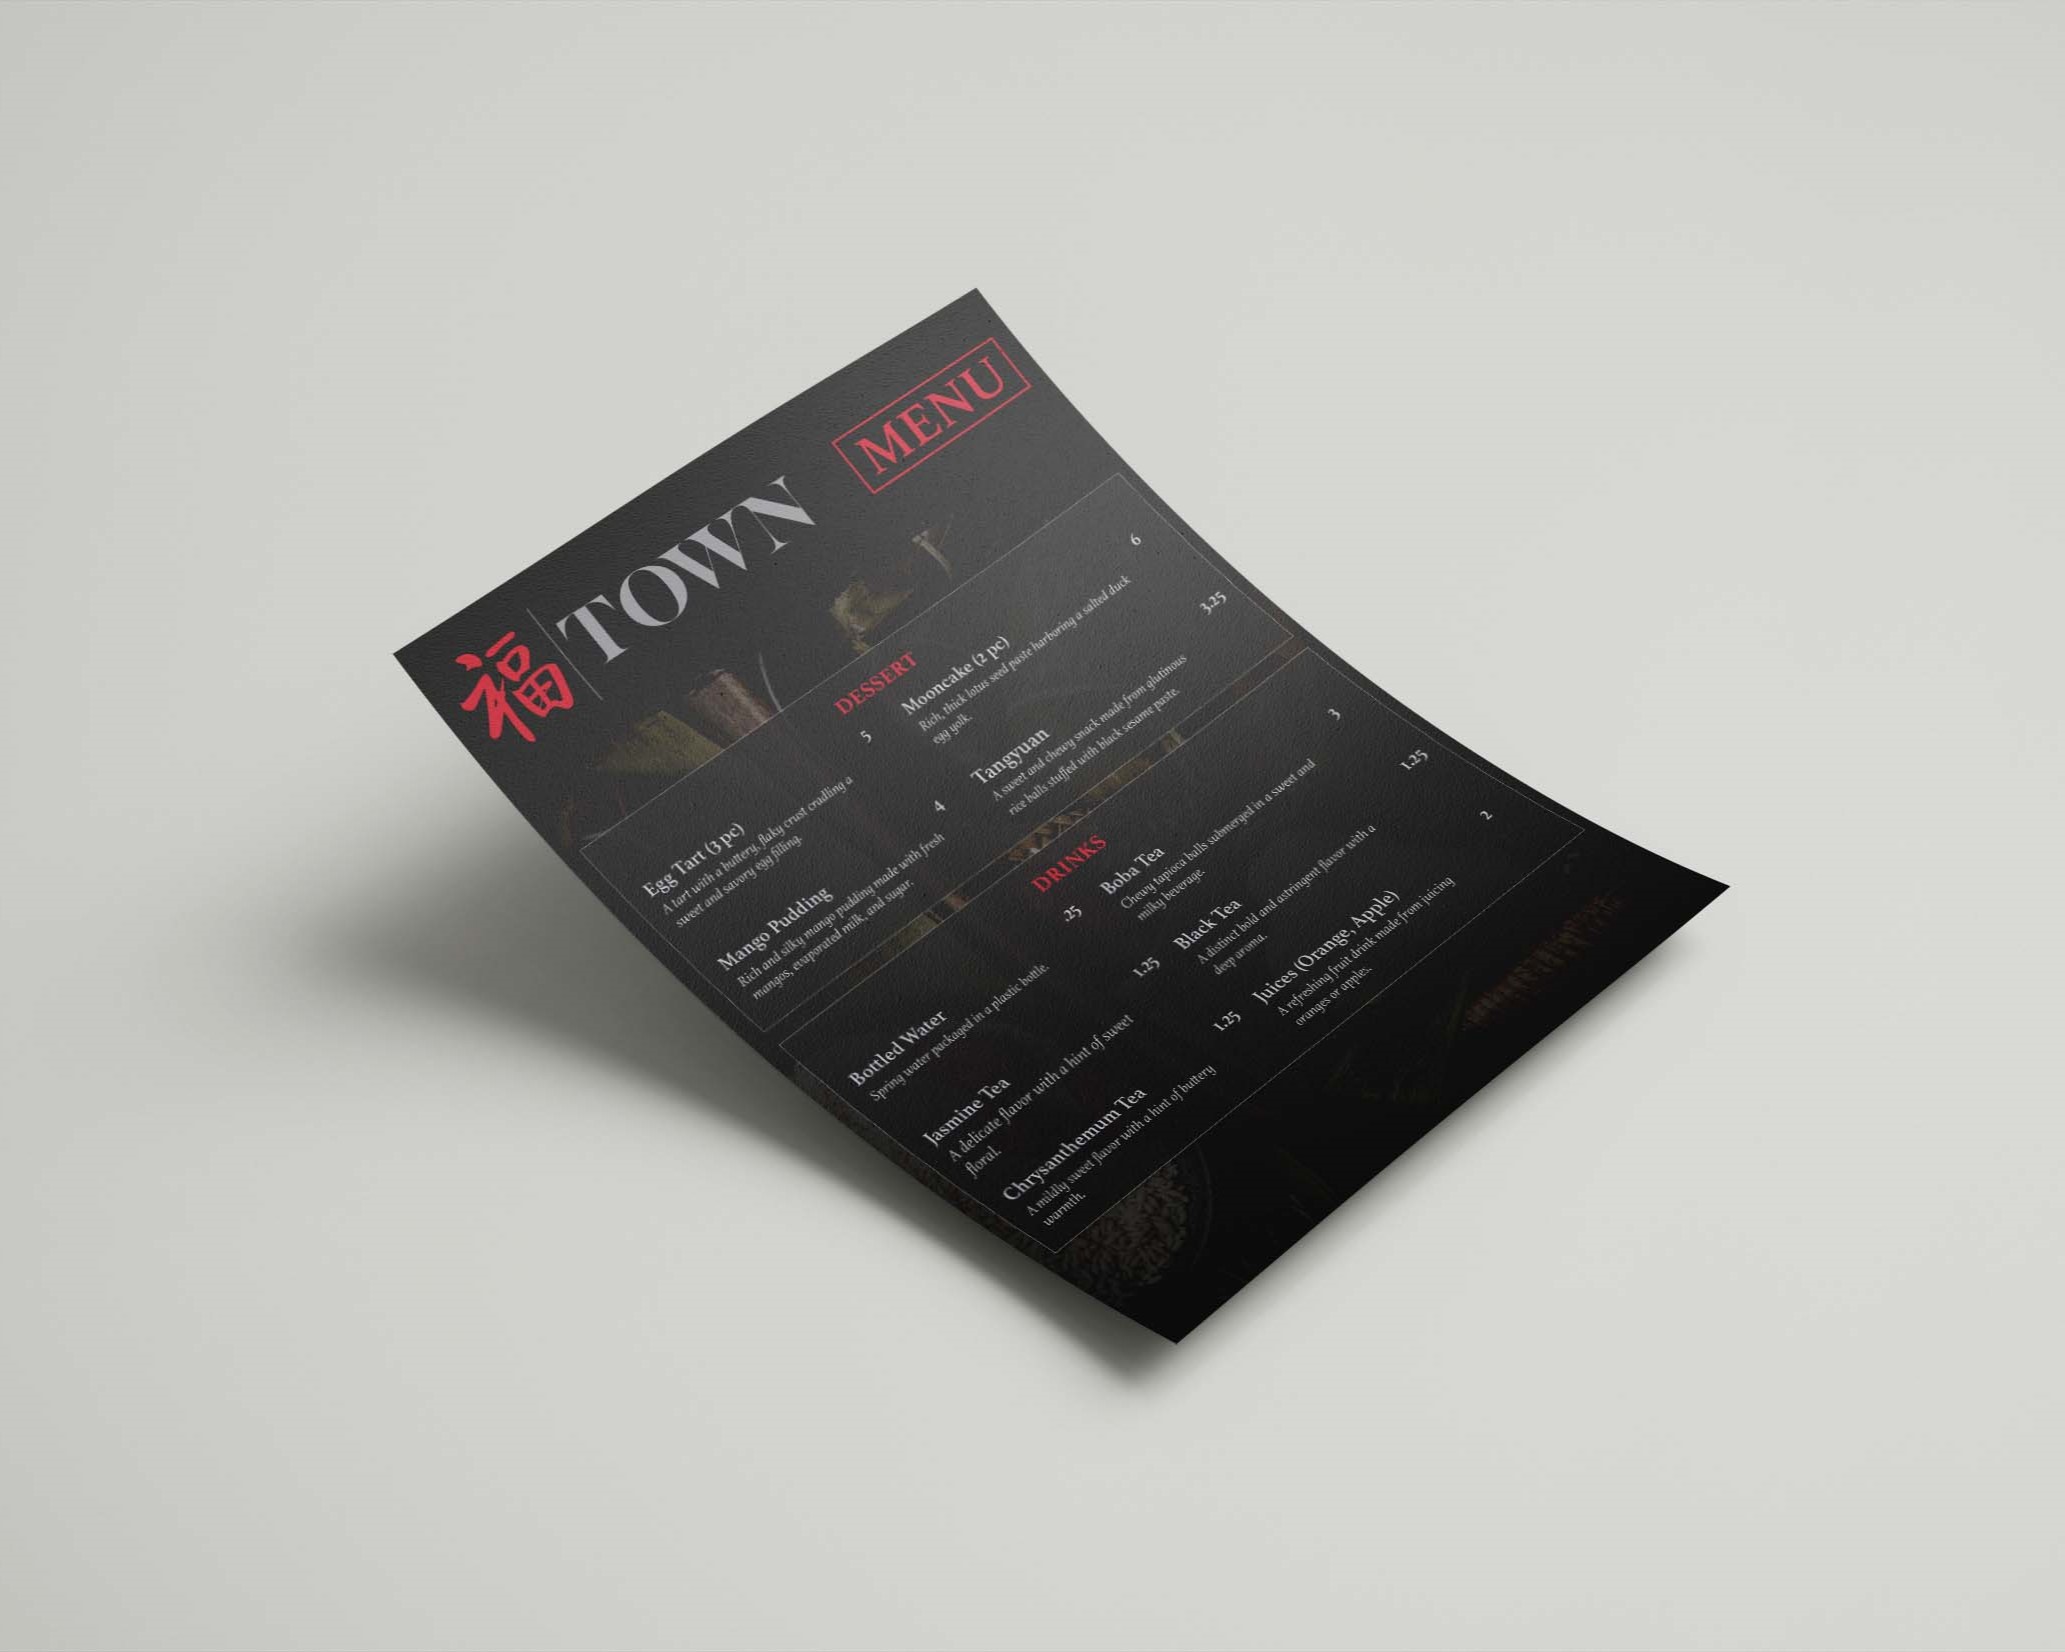 福 TOWN
MENU
DESSERT
Egg Tart (3 pc) 5
A tart with a buttery, flaky crust cradling a
sweet and savory egg filling.
Mango Pudding 4
Rich and silky mango pudding made with fresh
mangos, evaporated milk, and sugar.
Mooncake (2 pc) 6
Rich, thick lotus seed paste harboring a salted duck
egg yolk.
Tangyuan 3.25
A sweet and chewy snack made from glutinous
rice balls stuffed with black sesame paste.
DRINKS
Bottled Water .25
Spring water packaged in a plastic bottle.
Jasmine Tea 1.25
A delicate flavor with a hint of sweet
floral.
Chrysanthemum Tea 1.25
A mildly sweet flavor with a hint of buttery
warmth.
Boba Tea 3
Chewy tapioca balls submerged in a sweet and
milky beverage.
Black Tea 1.25
A distinct bold and astringent flavor with a
deep aroma.
Juices (Orange, Apple) 2
A refreshing fruit drink made from juicing
oranges or apples.